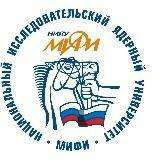 НАЦИОНАЛЬНЫЙ ИССЛЕДОВАТЕЛЬСКИЙ ЯДЕРНЫЙ УНИВЕРСИТЕТ
НИЯУ
МИФИ
• МИФИ •